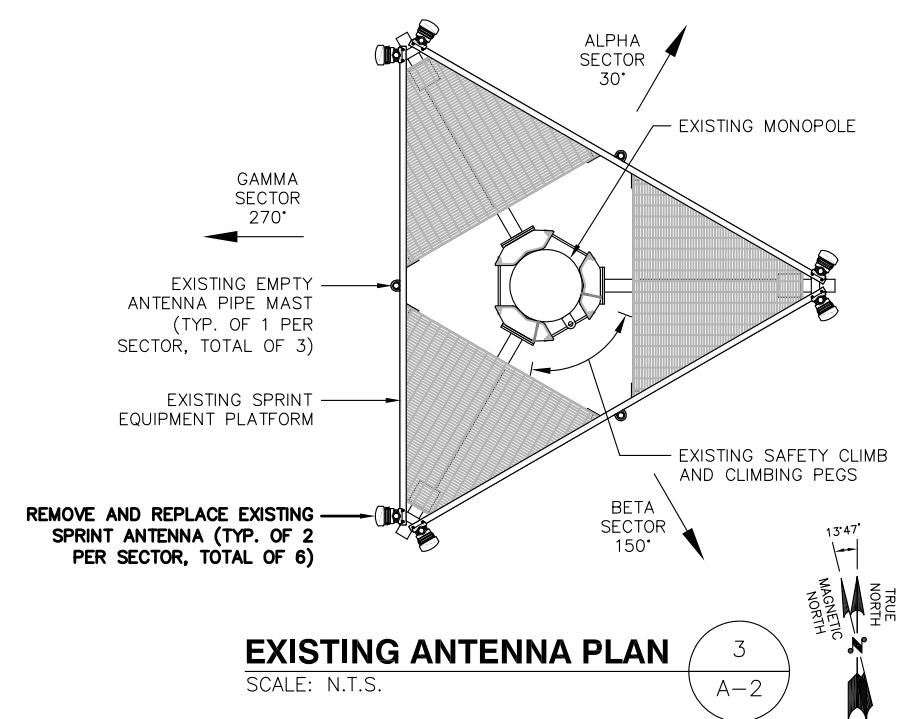 ALPHA
SECTOR
30°
EXISTING MONOPOLE
GAMMA
SECTOR
270°
EXISTING EMPTY
ANTENNA PIPE MAST
(TYP. OF 1 PER
SECTOR, TOTAL OF 3)
EXISTING SPRINT
EQUIPMENT PLATFORM
EXISTING SAFETY CLIMB
AND CLIMBING PEGS
REMOVE AND REPLACE EXISTING
SPRINT ANTENNA (TYP. OF 2
PER SECTOR, TOTAL OF 6)
BETA
SECTOR
150°
13°47'
MAGNETIC
NORTH
TRUE
NORTH
N
EXISTING ANTENNA PLAN
SCALE: N.T.S.
3
A-2